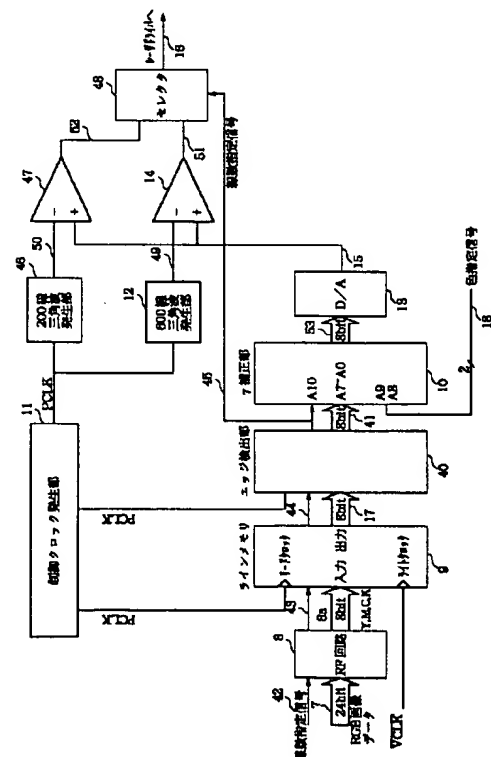 レーザドライバへ
16
48
セレクタ
52
51
47
14
−
+
−
+
50
49
46
200線
三角波
発生部
12
600線
三角波
発生部
PCLK
11
制御クロック発生部
PCLK
PCLK
線数指定信号
45
15
D/A
13
53
8bit
γ補正部
A10
A7~A0
A9
A8
10
8bit
41
色指定信号
2
18
エッジ検出部
40
44
8bit
17
ラインメモリ
リードクロック
入力
出力
ライトクロック
9
43
8a
8bit
Y,M,C,K
8
RF回路
42
線数指定信号
7
24bit
RGB画像
データ
VCLK